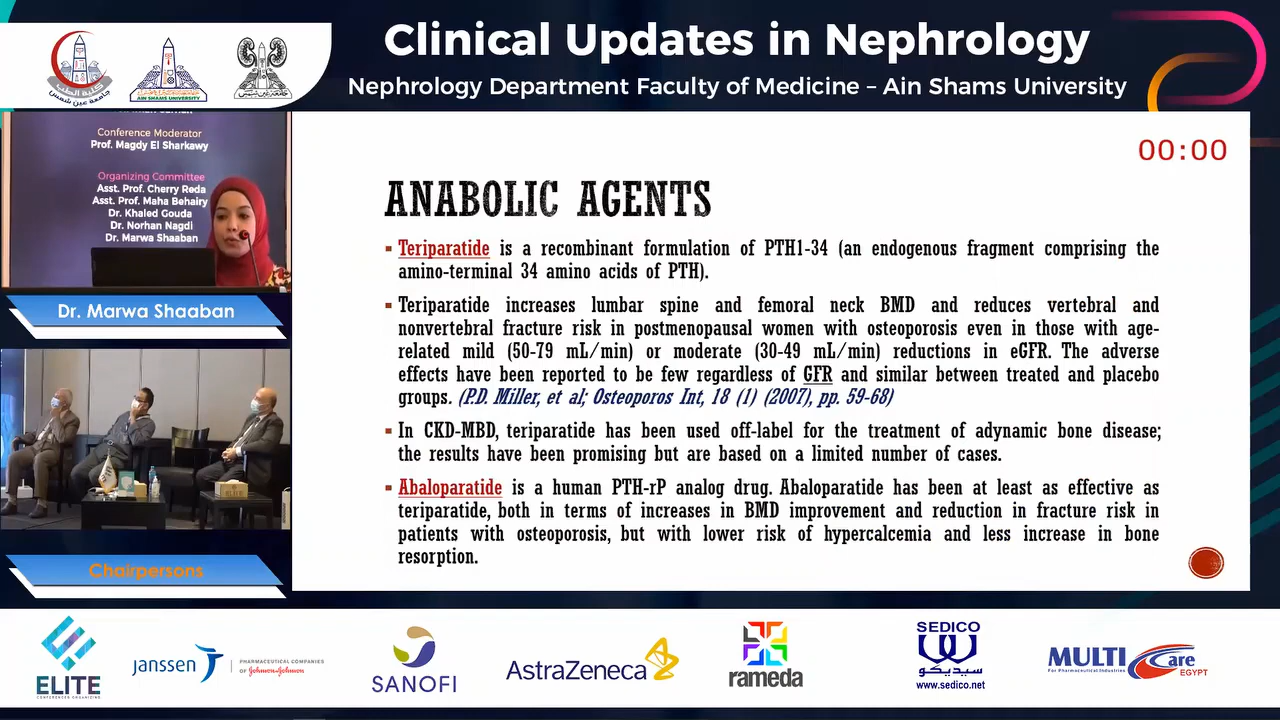 Clinical Updates in Nephrology
Nephrology Department Faculty of Medicine – Ain Shams University
AIN SHAMS UNIVERSITY
Conference Moderator
Prof. Magdy El Sharkawy
Organizing Committee
Asst. Prof. Cherry Reda
Asst. Prof. Maha Behairy
Dr. Khaled Gouda
Dr. Norhan Nagdi
Dr. Marwa Shaaban
Dr. Marwa Shaaban
Chairpersons
00:00
ANABOLIC AGENTS
Teriparatide is a recombinant formulation of PTH1-34 (an endogenous fragment comprising the
amino-terminal 34 amino acids of PTH).
Teriparatide increases lumbar spine and femoral neck BMD and reduces vertebral and
nonvertebral fracture risk in postmenopausal women with osteoporosis even in those with age-
related mild (50-79 mL/min) or moderate (30-49 mL/min) reductions in eGFR. The adverse
effects have been reported to be few regardless of GFR and similar between treated and placebo
groups. (P.D. Miller, et al; Osteoporos Int, 18 (1) (2007), pp. 59-68)
In CKD-MBD, teriparatide has been used off-label for the treatment of adynamic bone disease;
the results have been promising but are based on a limited number of cases.
Abaloparatide is a human PTH-rP analog drug. Abaloparatide has been at least as effective as
teriparatide, both in terms of increases in BMD improvement and reduction in fracture risk in
patients with osteoporosis, but with lower risk of hypercalcemia and less increase in bone
resorption.
ELITE
CONFERENCES ORGANIZING
janssen
PHARMACEUTICAL COMPANIES
OF Johnson & Johnson
SANOFI
AstraZeneca
rameda
SEDICO
سيديكو
www.sedico.net
MULTI Care
For Pharmaceutical Industries
EGYPT